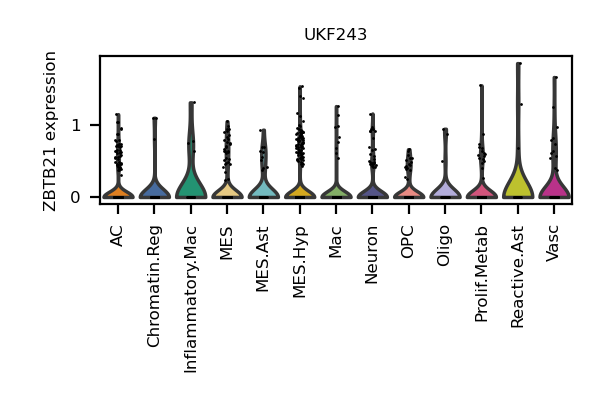 UKF243
ZBTB21 expression
1
0
AC
Chromatin.Reg
Inflammatory.Mac
MES
MES.Ast
MES.Hyp
Mac
Neuron
OPC
Oligo
Prolif.Metab
Reactive.Ast
Vasc